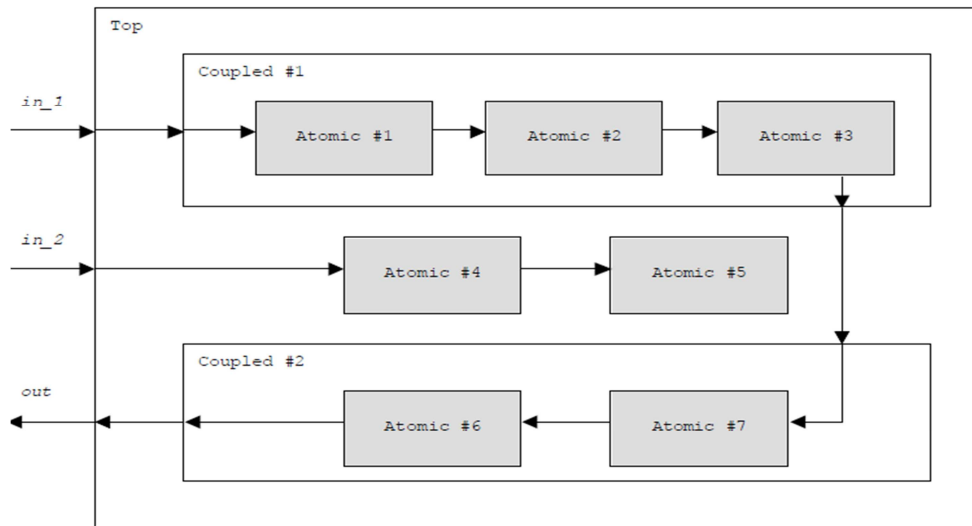 Top
Coupled #1
in_1
Atomic #1
Atomic #2
Atomic #3
in_2
Atomic #4
Atomic #5
Coupled #2
out
Atomic #6
Atomic #7